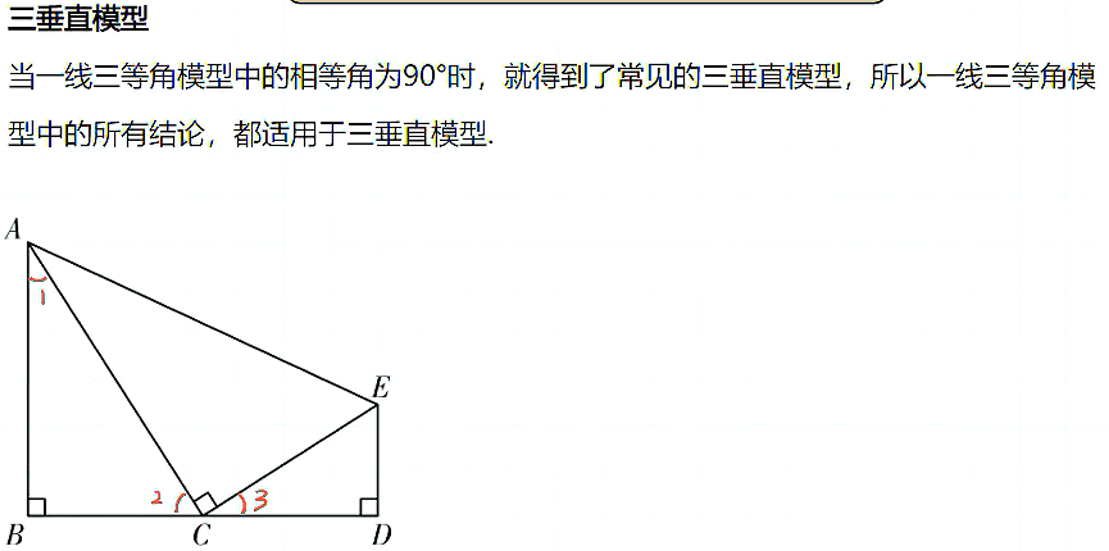 三垂直模型
当一线三等角模型中的相等角为90°时，就得到了常见的三垂直模型，所以一线三等角模
型中的所有结论，都适用于三垂直模型.
A
1
E
2
3
B
C
D